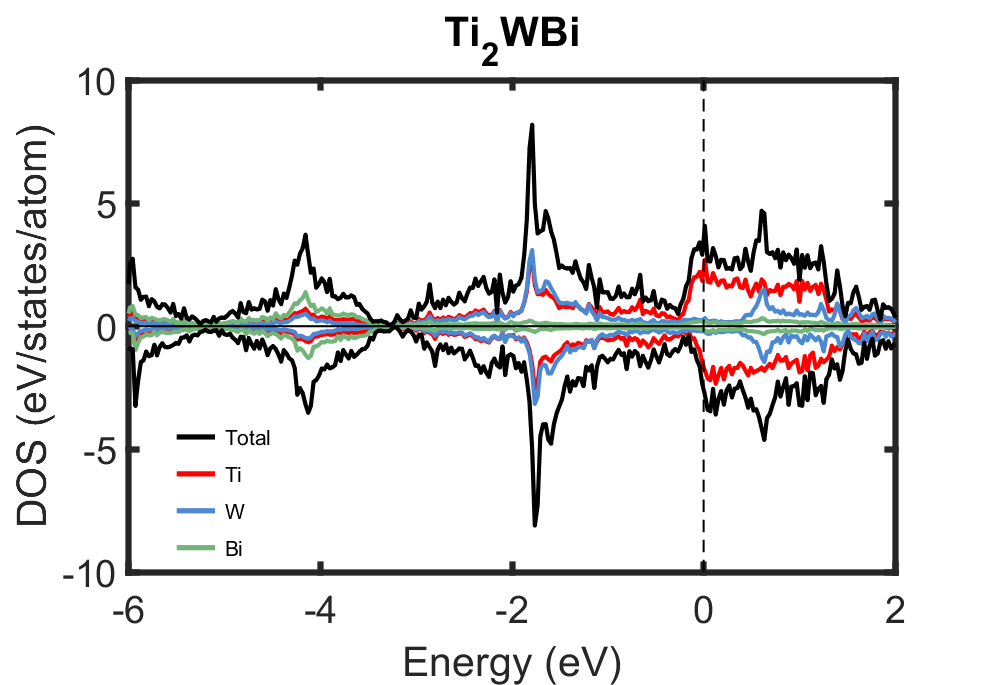 Ti₂WBi
DOS (eV/states/atom)
10
5
0
-5
-10
Total
Ti
W
Bi
-6 -4 -2 0 2
Energy (eV)